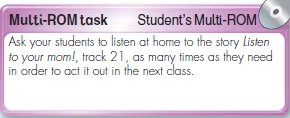 Multi-ROM task Student's Multi-ROM
Ask your students to listen at home to the story Listen
to your mom!, track 21, as many times as they need
in order to act it out in the next class.